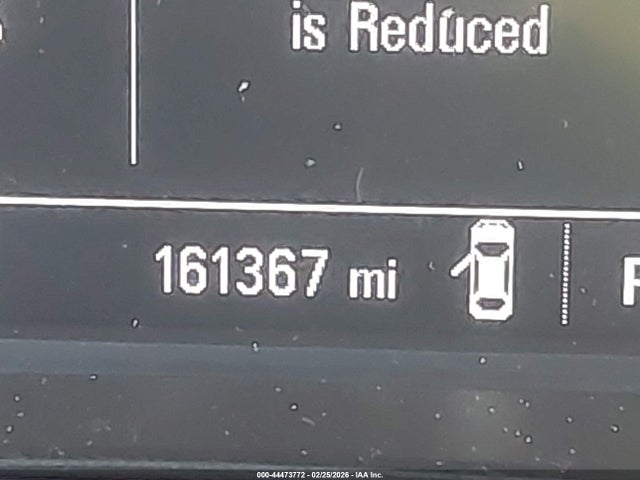 is Reduced
161367 mi
000-44473772 - 02/25/2026 - IAA Inc.